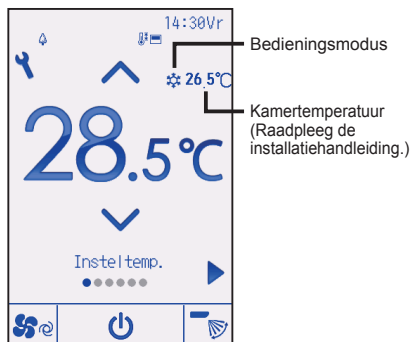 14:30Vr
Bedieningsmodus
26.5°C
Kamertemperatuur
(Raadpleeg de
installatiehandleiding.)
28.5°C
Insteltemp.